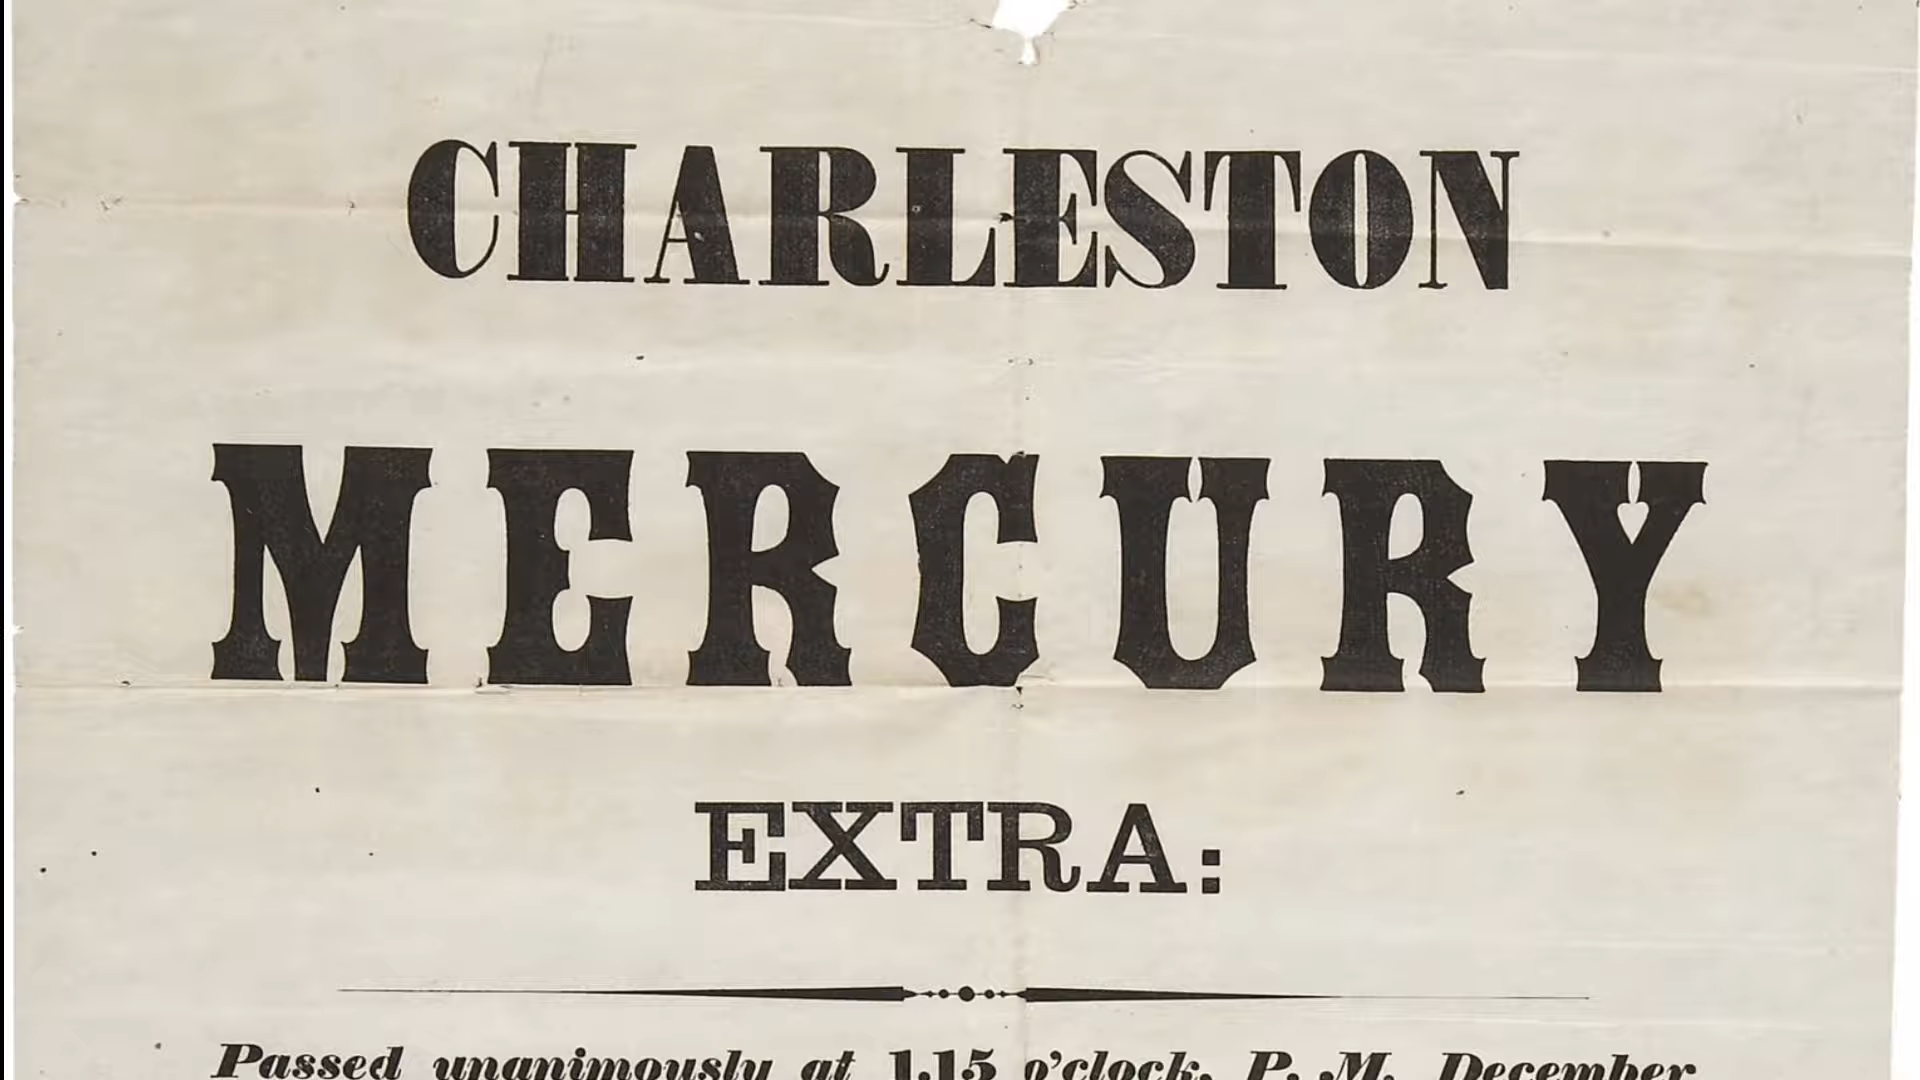 CHARLESTON
MERCURY
EXTRA:
Passed unanimously at 1.15 o'clock, P. M. December